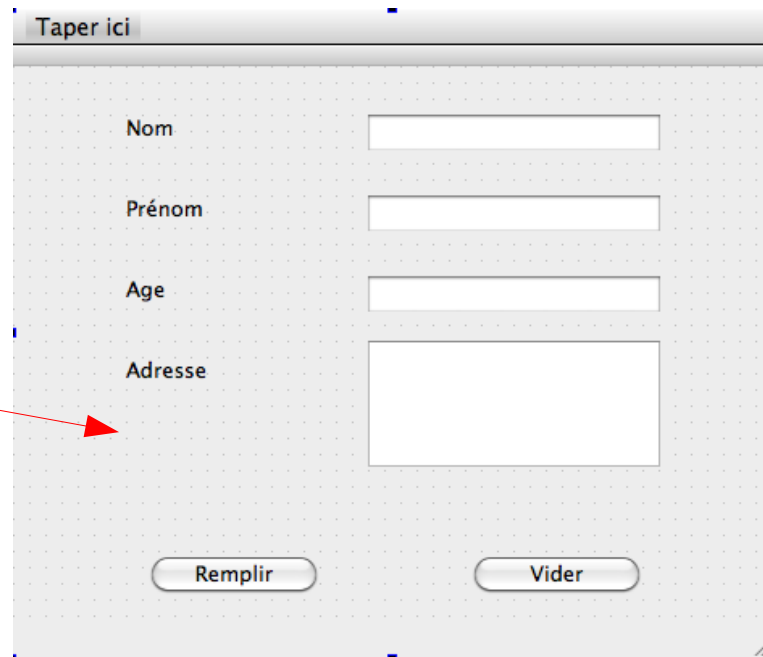 Taper ici
Nom
Prénom
Age
Adresse
Remplir Vider